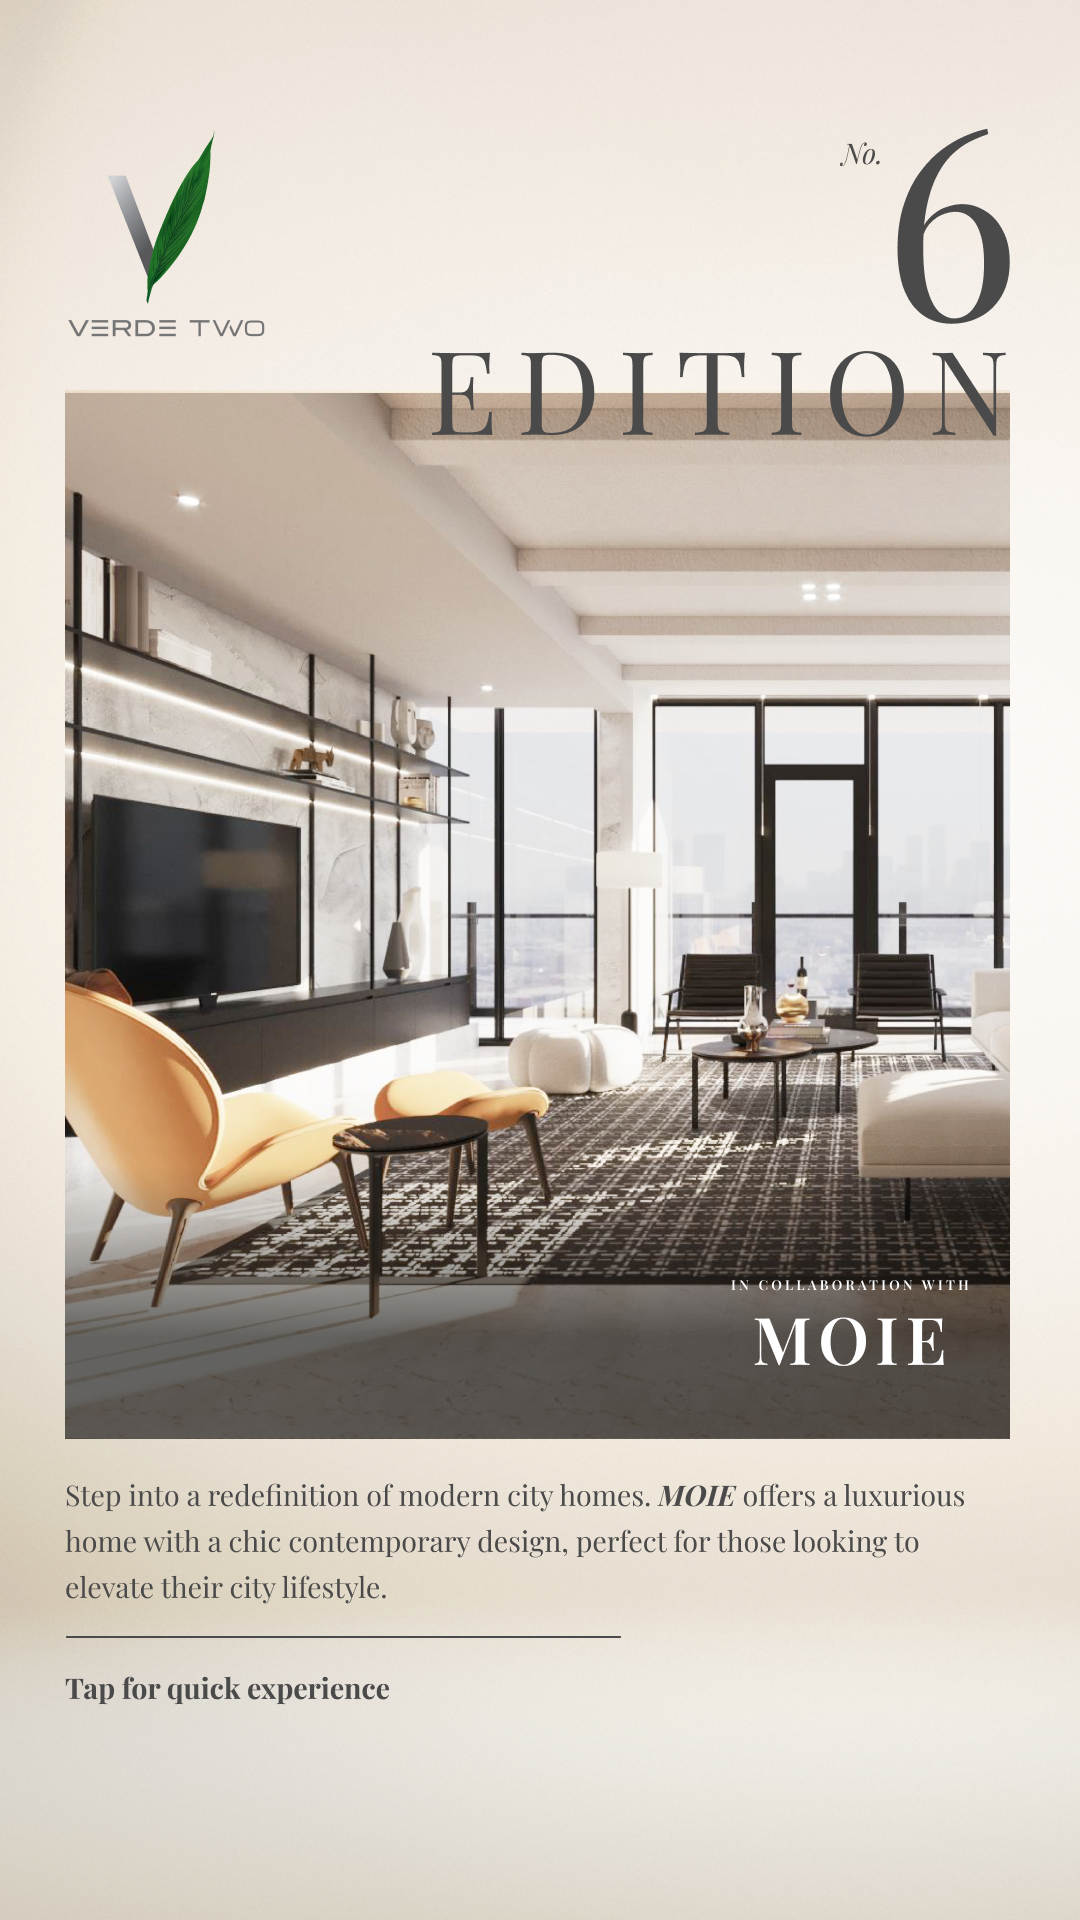 VERDE TWO
No. 6
EDITION
IN COLLABORATION WITH
MOIE
Step into a redefinition of modern city homes. MOIE offers a luxurious
home with a chic contemporary design, perfect for those looking to
elevate their city lifestyle.
Tap for quick experience